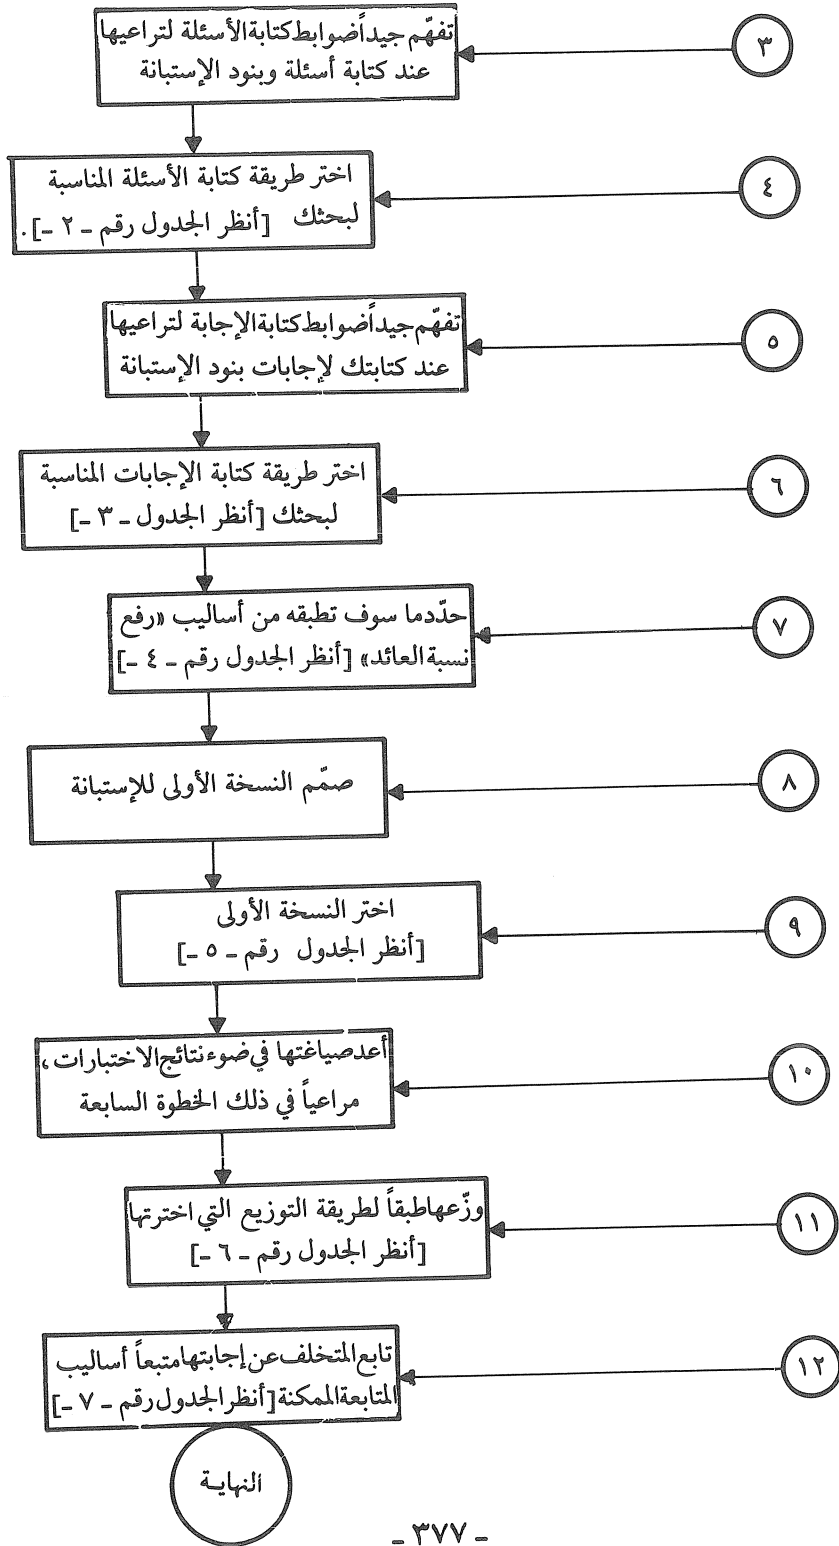 ٣
تفهّم جيداً ضوابط كتابة الأسئلة لتراعيها
عند كتابة أسئلة وبنود الإستبانة
٤
اختر طريقة كتابة الأسئلة المناسبة
لبحثك [أنظر الجدول رقم ـ ٢ ـ].
٥
تفهّم جيداً ضوابط كتابة الإجابة لتراعيها
عند كتابتك لإجابات بنود الإستبانة
٦
اختر طريقة كتابة الإجابات المناسبة
لبحثك [أنظر الجدول ـ ٣ ـ]
٧
حدّد ما سوف تطبقه من أساليب «رفع
نسبة العائد» [أنظر الجدول رقم ـ ٤ ـ]
٨
صمّم النسخة الأولى للإستبانة
٩
اختر النسخة الأولى
[أنظر الجدول رقم ـ ٥ ـ]
١٠
أعد صياغتها في ضوء نتائج الاختبارات،
مراعياً في ذلك الخطوة السابعة
١١
وزّعها طبقاً لطريقة التوزيع التي اخترتها
[أنظر الجدول رقم ـ ٦ ـ]
١٢
تابع المتخلف عن إجابتها متبعاً أساليب
المتابعة الممكنة [أنظر الجدول رقم ـ ٧ ـ]
النهاية
ـ ٣٧٧ ـ